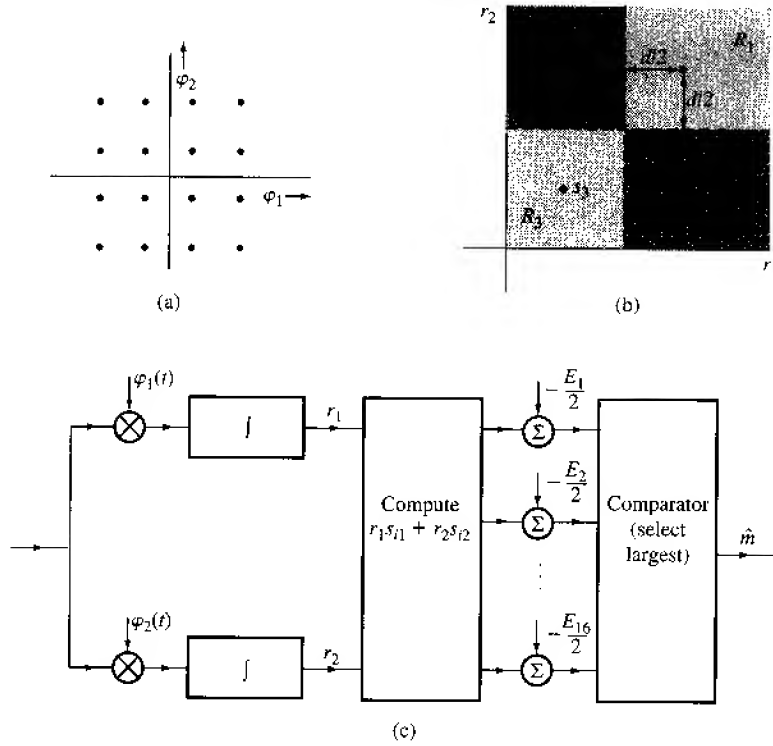 φ₂
φ₁
(a)
r₂
R₁
d/2
d/2
s₃
R₃
r
(b)
φ₁(t)
∫
r₁
φ₂(t)
∫
r₂
Compute
r₁sᵢ₁ + r₂sᵢ₂
− E₁/2
Σ
− E₂/2
Σ
− E₁₆/2
Σ
Comparator
(select
largest)
m̂
(c)